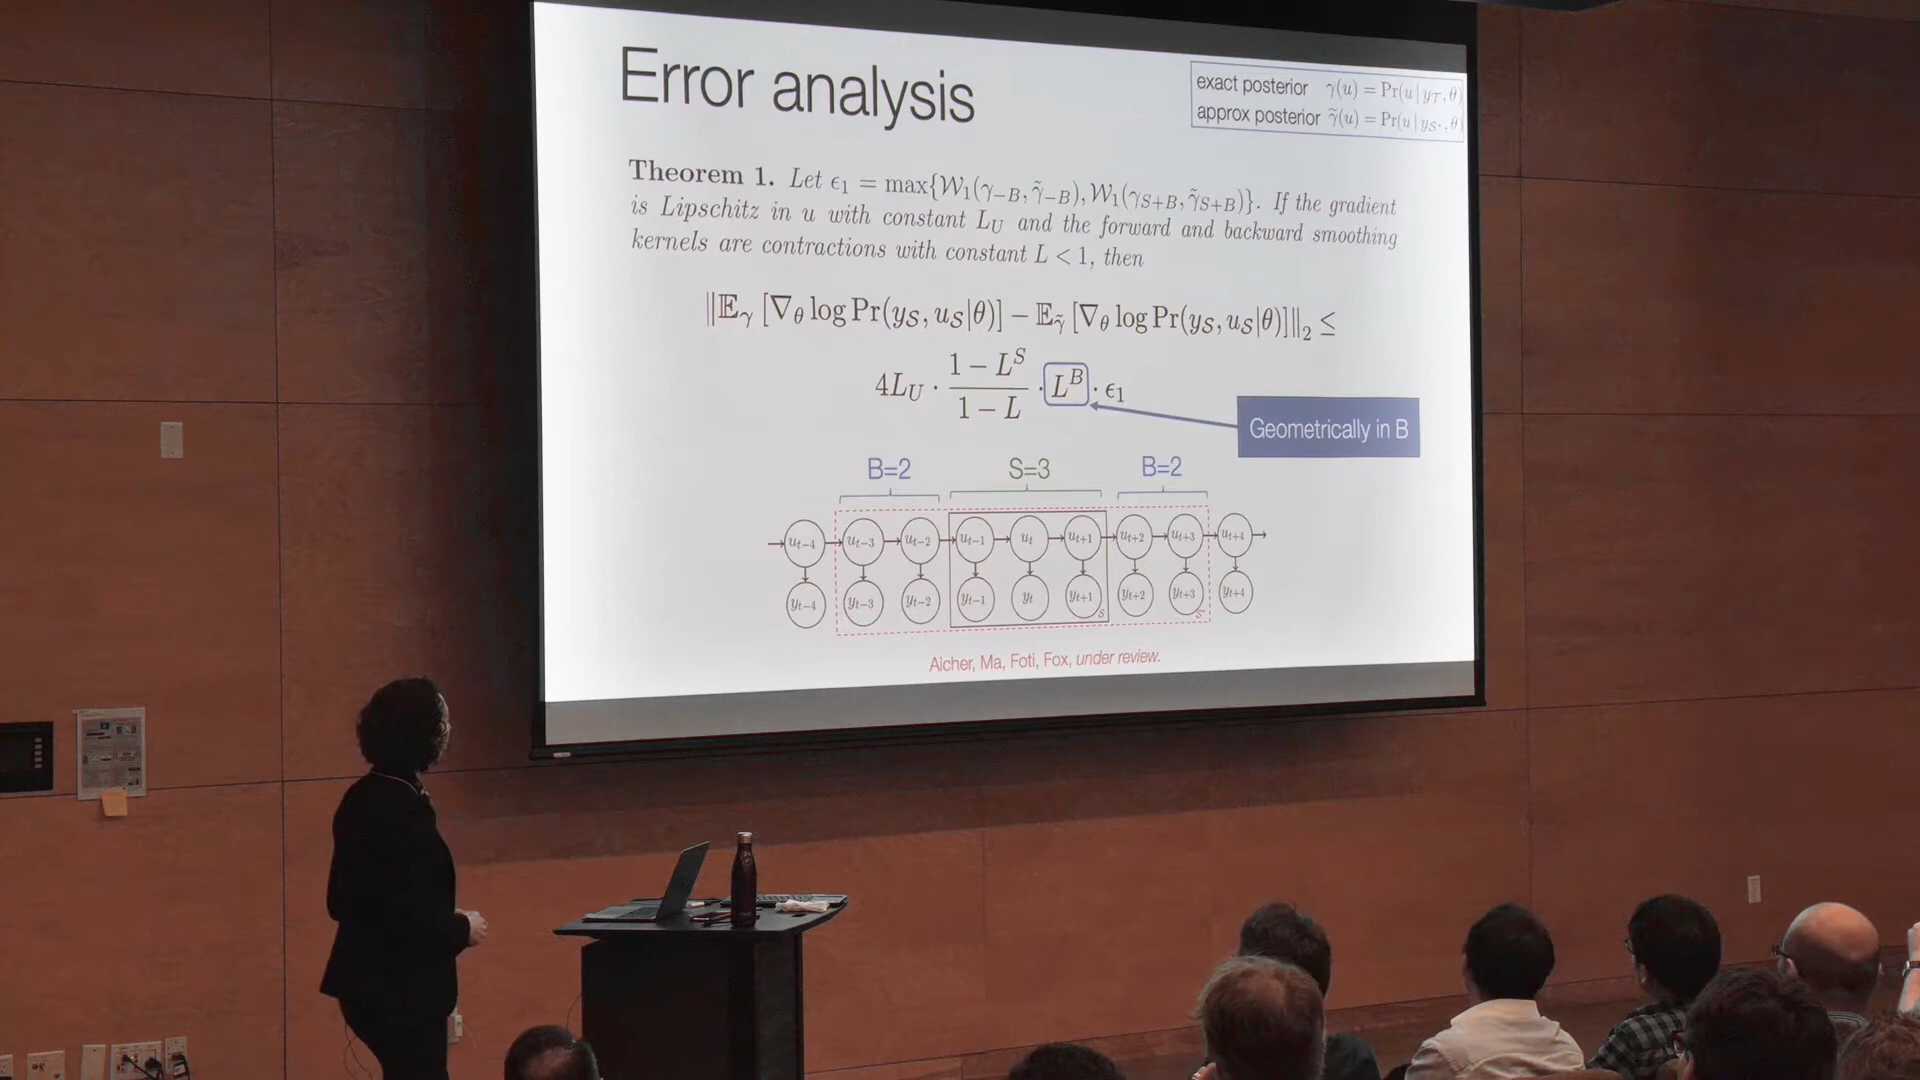 Error analysis
exact posterior γ(u) = Pr(u | y_T, θ)
approx posterior γ̃(u) = Pr(u | y_S*, θ)
Theorem 1. Let ϵ₁ = max{W₁(γ₋B, γ̃₋B), W₁(γ_S+B, γ̃_S+B)}. If the gradient
is Lipschitz in u with constant L_U and the forward and backward smoothing
kernels are contractions with constant L < 1, then
‖𝔼_γ [∇_θ log Pr(y_S, u_S|θ)] − 𝔼_γ̃ [∇_θ log Pr(y_S, u_S|θ)]‖₂ ≤
4L_U · (1 − L^S)/(1 − L) · L^B · ϵ₁
Geometrically in B
B=2 S=3 B=2
u_t−4 u_t−3 u_t−2 u_t−1 u_t u_t+1 u_t+2 u_t+3 u_t+4
y_t−4 y_t−3 y_t−2 y_t−1 y_t y_t+1 y_t+2 y_t+3 y_t+4
S S*
Aicher, Ma, Foti, Fox, under review.